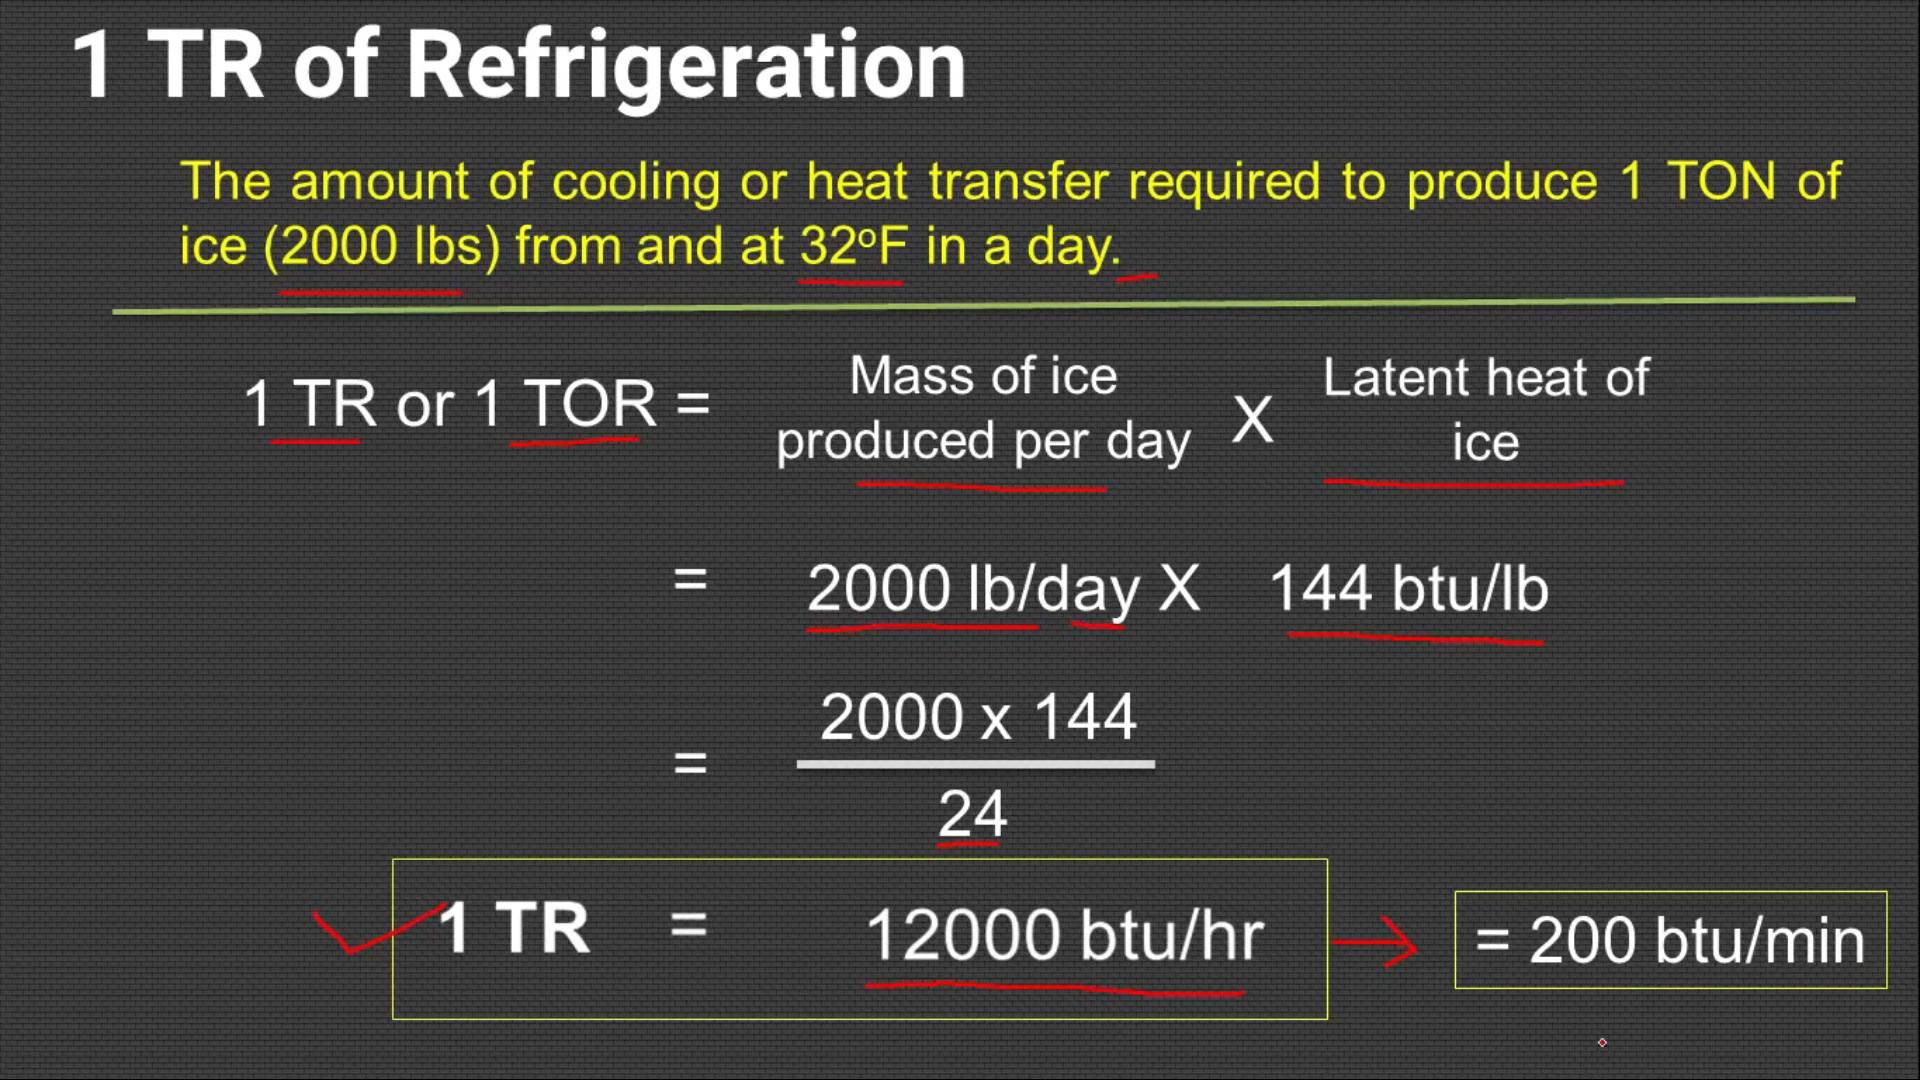 1 TR of Refrigeration
The amount of cooling or heat transfer required to produce 1 TON of
ice (2000 lbs) from and at 32ºF in a day.
1 TR or 1 TOR = Mass of ice
produced per day X Latent heat of
ice
= 2000 lb/day X 144 btu/lb
= 2000 x 144
24
1 TR = 12000 btu/hr = 200 btu/min